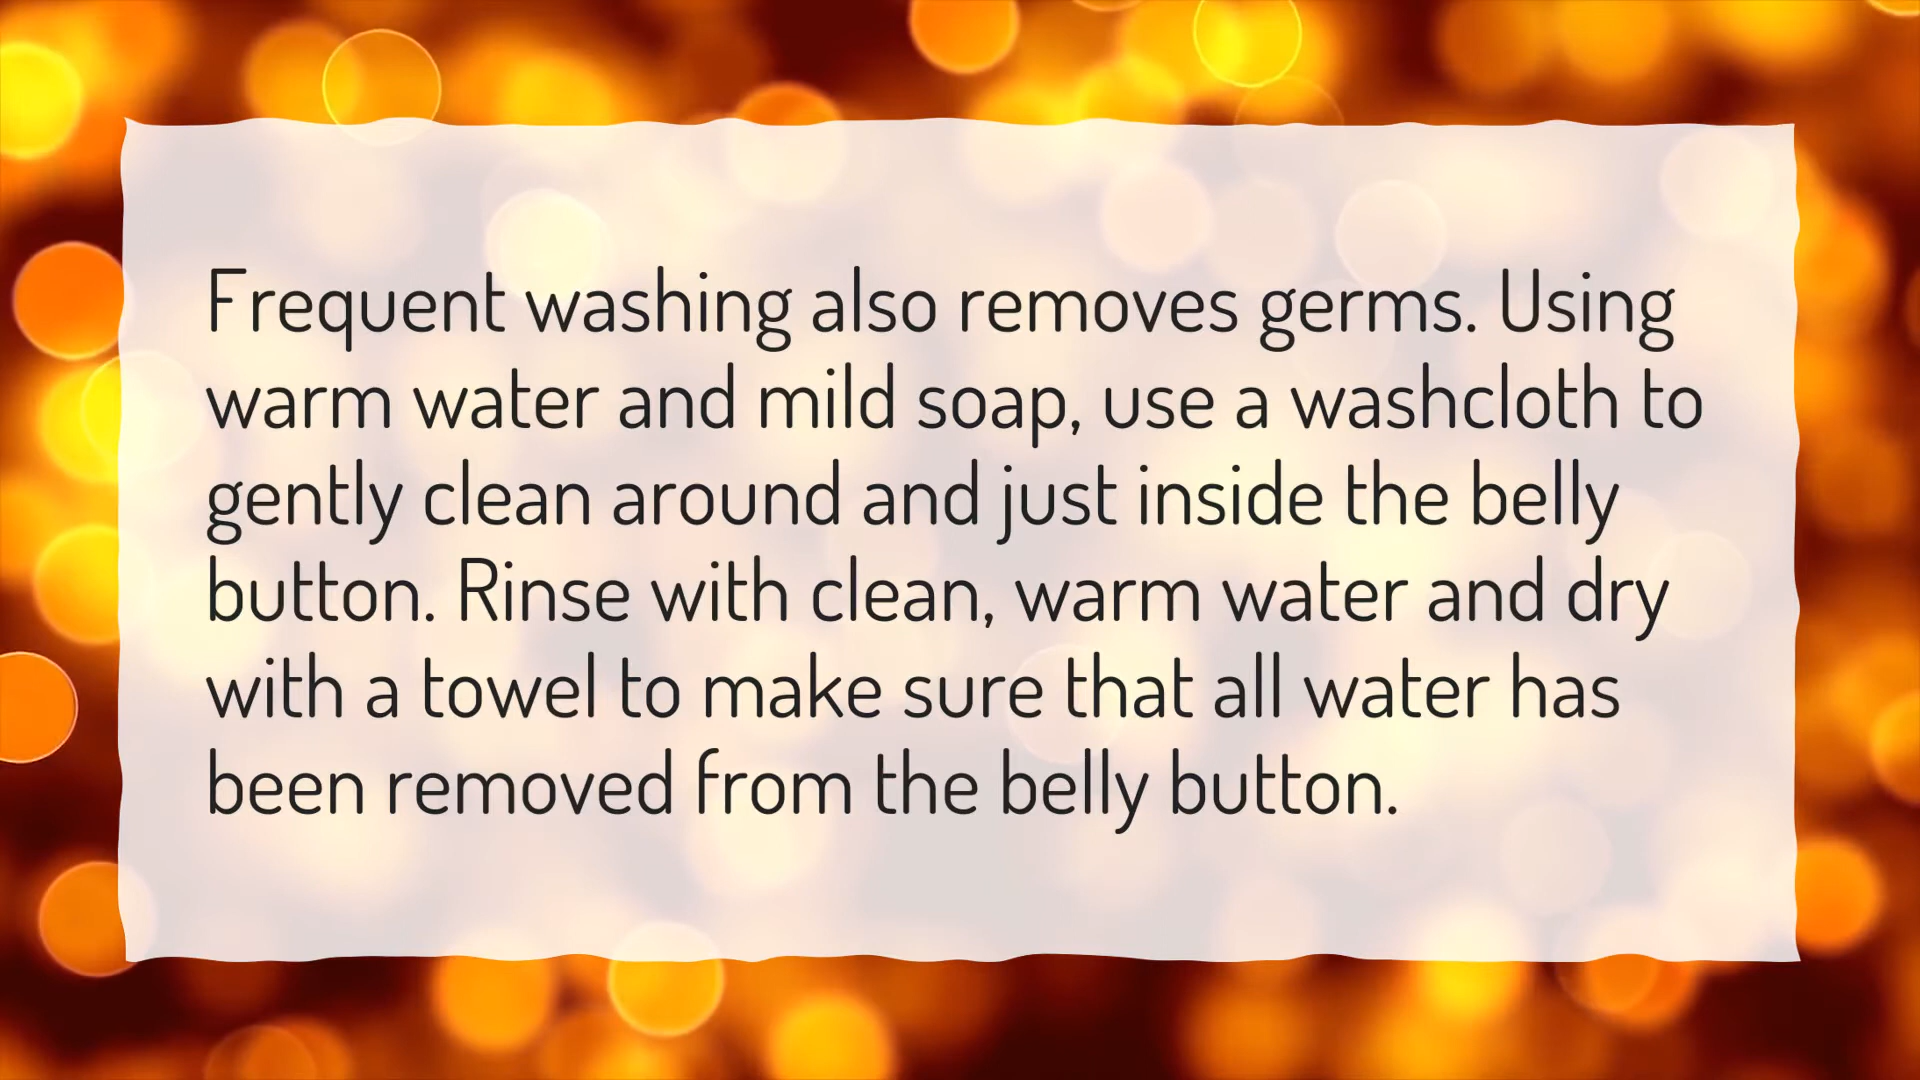 Frequent washing also removes germs. Using
warm water and mild soap, use a washcloth to
gently clean around and just inside the belly
button. Rinse with clean, warm water and dry
with a towel to make sure that all water has
been removed from the belly button.